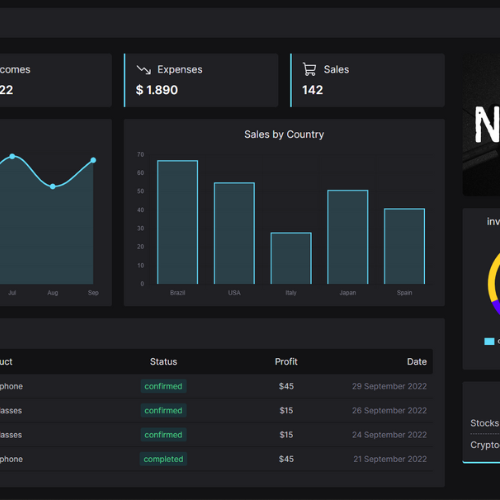 comes
Expenses
Sales
22
$ 1.890
142
N
Sales by Country
70
60
50
40
30
20
10
0
Jul
Aug
Sep
Brazil
USA
Italy
Japan
Spain
inv
uct
Status
Profit
Date
phone
confirmed
$45
29 September 2022
asses
confirmed
$15
26 September 2022
asses
confirmed
$15
24 September 2022
phone
completed
$45
21 September 2022
Stocks
Crypto